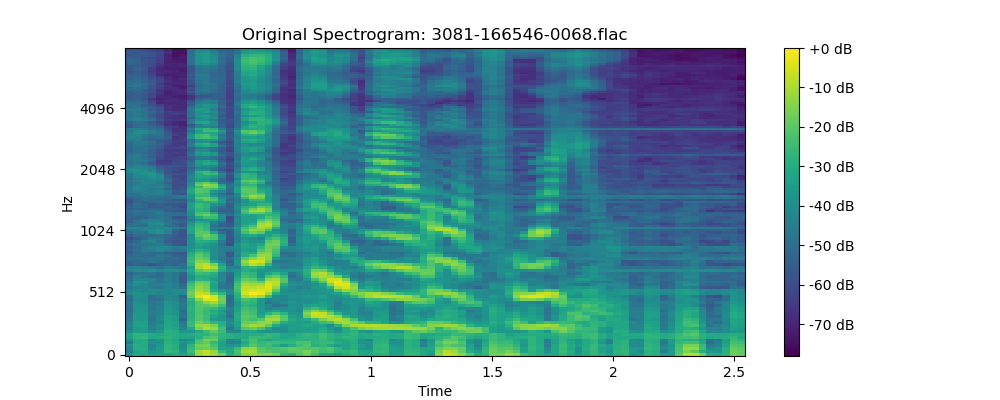 Original Spectrogram: 3081-166546-0068.flac
Hz
4096
2048
1024
512
0
0 0.5 1 1.5 2 2.5
Time
+0 dB
-10 dB
-20 dB
-30 dB
-40 dB
-50 dB
-60 dB
-70 dB